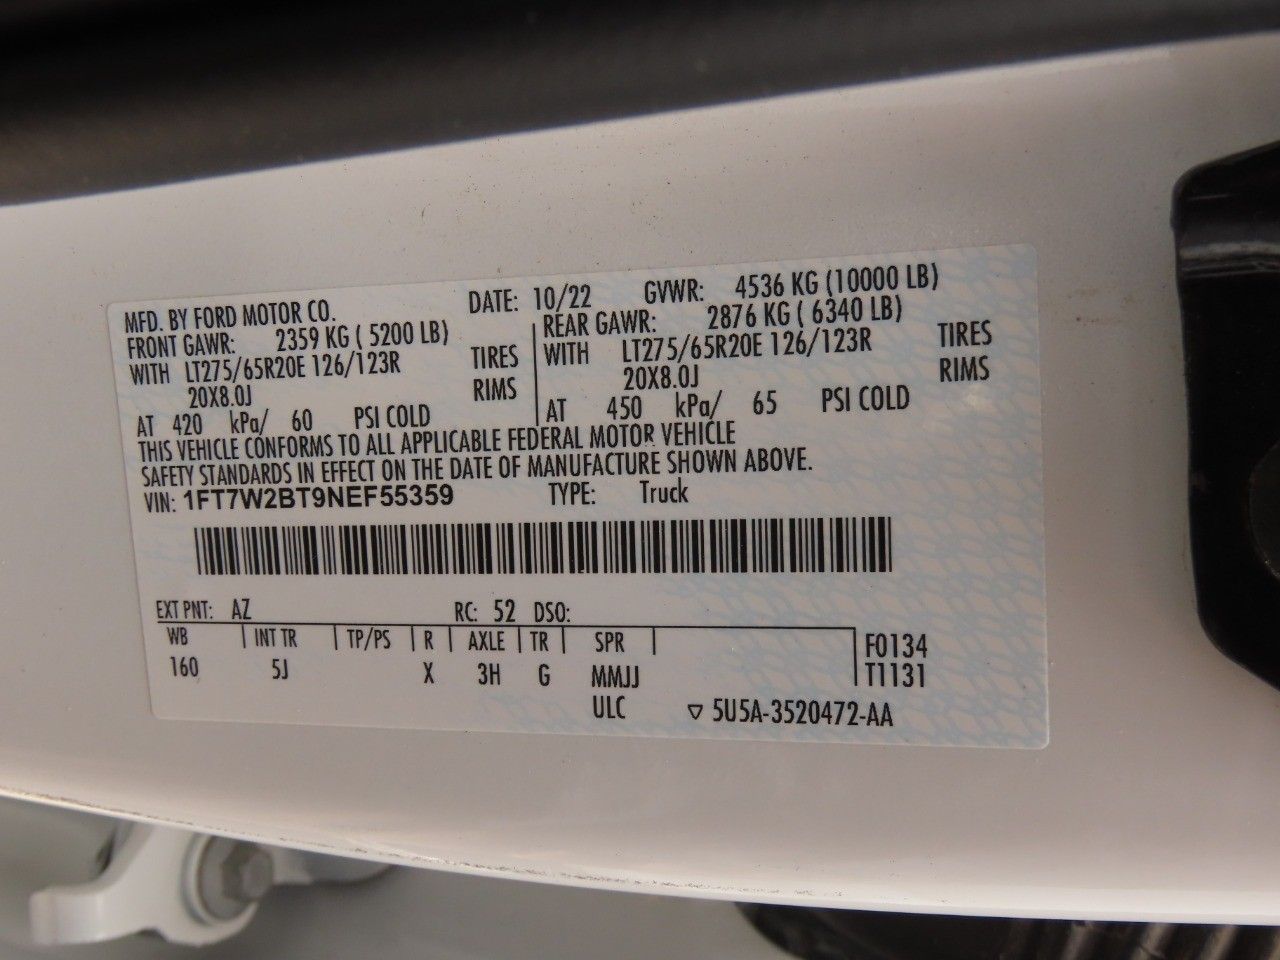 MFD. BY FORD MOTOR CO. DATE: 10/22 GVWR: 4536 KG (10000 LB)
FRONT GAWR: 2359 KG ( 5200 LB) REAR GAWR: 2876 KG ( 6340 LB)
WITH LT275/65R20E 126/123R TIRES WITH LT275/65R20E 126/123R TIRES
20X8.0J RIMS 20X8.0J RIMS
AT 420 kPa/ 60 PSI COLD AT 450 kPa/ 65 PSI COLD
THIS VEHICLE CONFORMS TO ALL APPLICABLE FEDERAL MOTOR VEHICLE
SAFETY STANDARDS IN EFFECT ON THE DATE OF MANUFACTURE SHOWN ABOVE.
VIN: 1FT7W2BT9NEF55359 TYPE: Truck
EXT PNT: AZ RC: 52 DSO:
WB INT TR TP/PS R AXLE TR SPR F0134
160 5J X 3H G MMJJ T1131
ULC ▽ 5U5A-3520472-AA